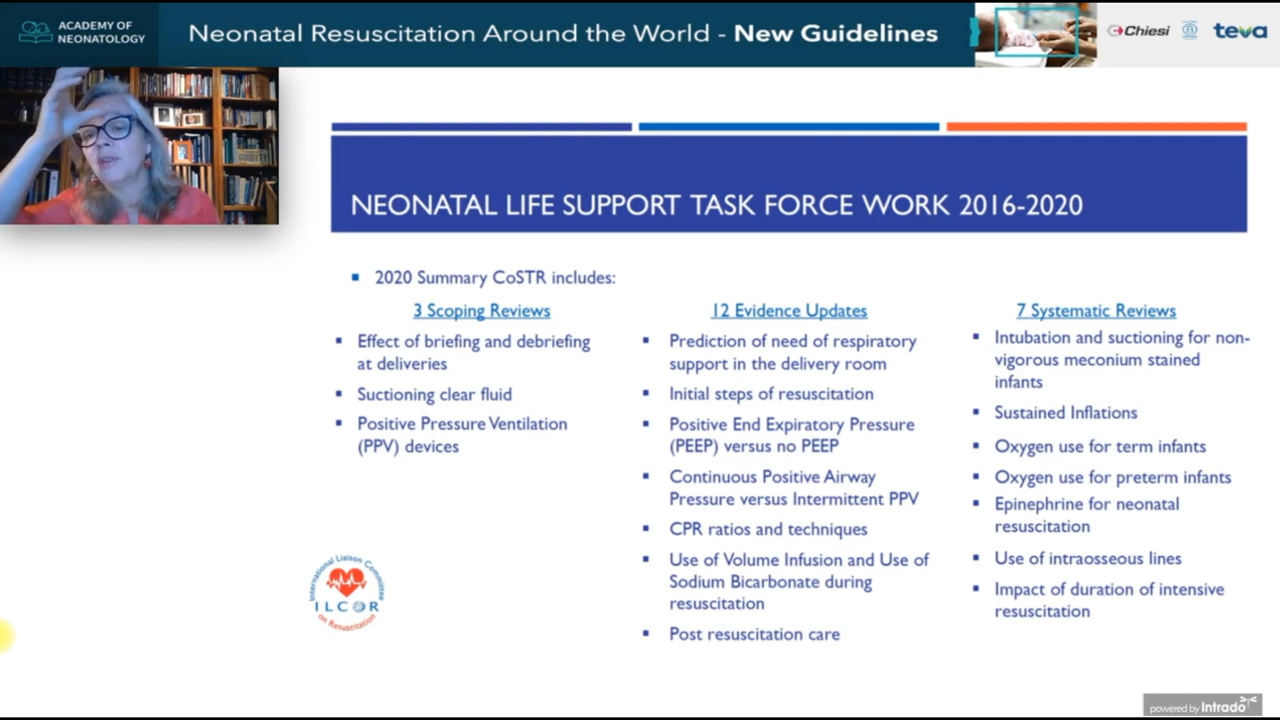 ACADEMY OF
NEONATOLOGY
Neonatal Resuscitation Around the World - New Guidelines
Chiesi
teva
GOODIES
NEONATAL LIFE SUPPORT TASK FORCE WORK 2016-2020
▪ 2020 Summary CoSTR includes:
3 Scoping Reviews
▪ Effect of briefing and debriefing
at deliveries
▪ Suctioning clear fluid
▪ Positive Pressure Ventilation
(PPV) devices
12 Evidence Updates
▪ Prediction of need of respiratory
support in the delivery room
▪ Initial steps of resuscitation
▪ Positive End Expiratory Pressure
(PEEP) versus no PEEP
▪ Continuous Positive Airway
Pressure versus Intermittent PPV
▪ CPR ratios and techniques
▪ Use of Volume Infusion and Use of
Sodium Bicarbonate during
resuscitation
▪ Post resuscitation care
7 Systematic Reviews
▪ Intubation and suctioning for non-
vigorous meconium stained
infants
▪ Sustained Inflations
▪ Oxygen use for term infants
▪ Oxygen use for preterm infants
▪ Epinephrine for neonatal
resuscitation
▪ Use of intraosseous lines
▪ Impact of duration of intensive
resuscitation
International Liaison Committee
ILCOR
on Resuscitation
powered by Intrado